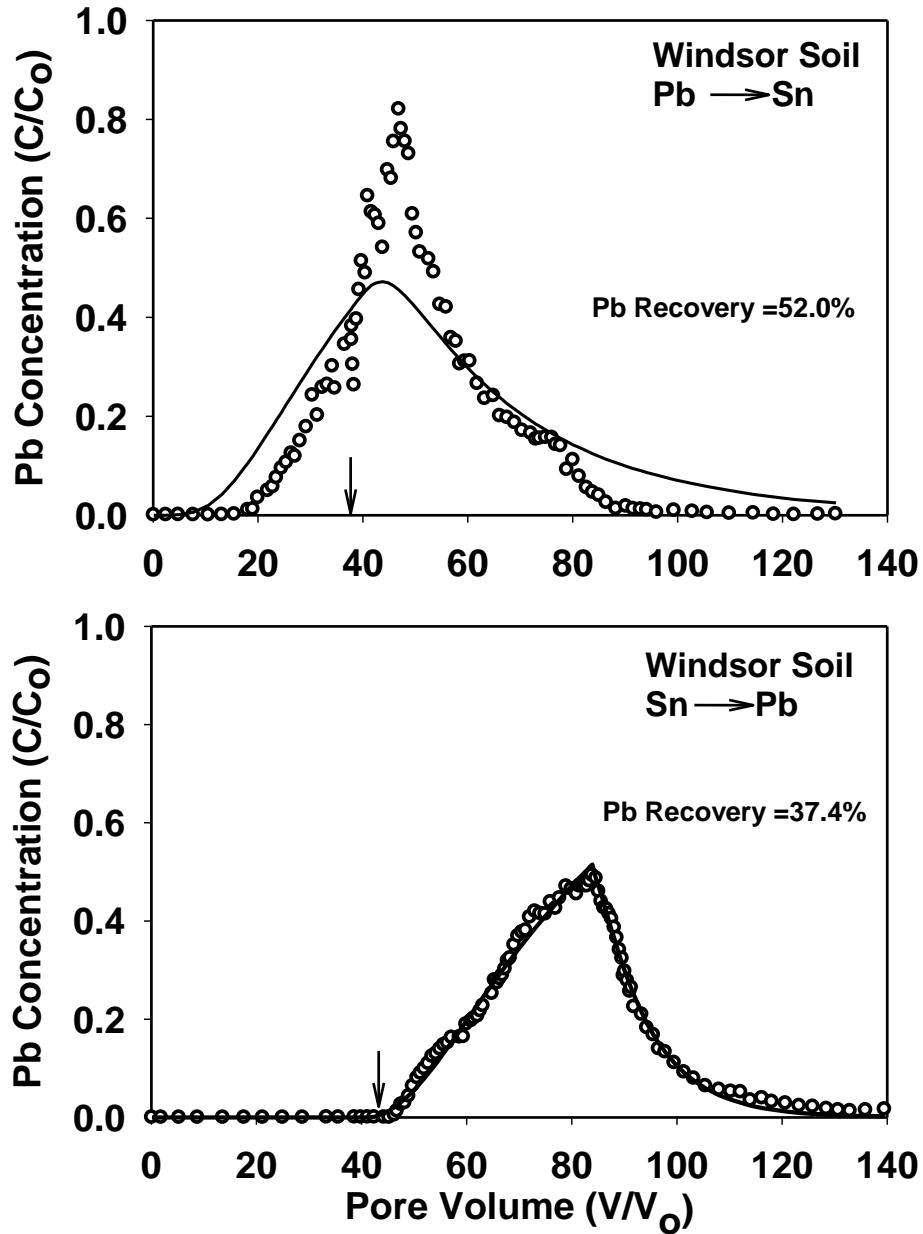 Windsor Soil
Pb → Sn
Pb Recovery =52.0%
Pb Concentration (C/Co)
1.0
0.8
0.6
0.4
0.2
0.0
0 20 40 60 80 100 120 140
Windsor Soil
Sn → Pb
Pb Recovery =37.4%
Pb Concentration (C/Co)
1.0
0.8
0.6
0.4
0.2
0.0
0 20 40 60 80 100 120 140
Pore Volume (V/Vo)